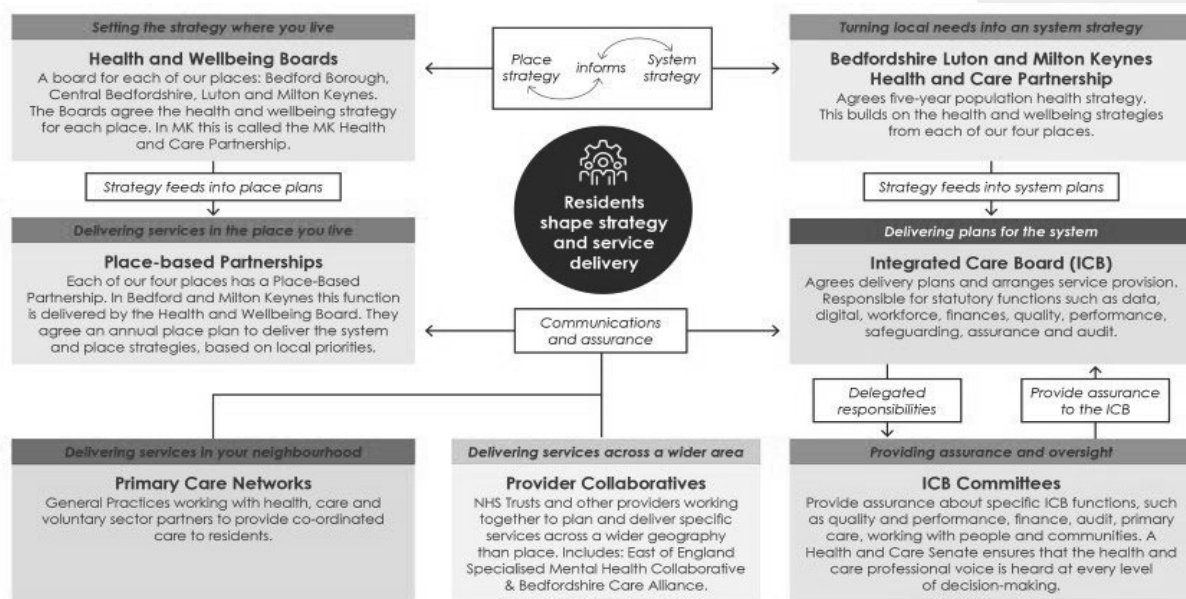 Setting the strategy where you live
Health and Wellbeing Boards
A board for each of our places: Bedford Borough,
Central Bedfordshire, Luton and Milton Keynes.
The Boards agree the health and wellbeing strategy
for each place. In MK this is called the MK Health
and Care Partnership.
Place
strategy
informs
System
strategy
Turning local needs into an system strategy
Bedfordshire Luton and Milton Keynes
Health and Care Partnership
Agrees five-year population health strategy.
This builds on the health and wellbeing strategies
from each of our four places.
Strategy feeds into place plans
Residents
shape strategy
and service
delivery
Strategy feeds into system plans
Delivering services in the place you live
Place-based Partnerships
Each of our four places has a Place-Based
Partnership. In Bedford and Milton Keynes this function
is delivered by the Health and Wellbeing Board. They
agree an annual place plan to deliver the system
and place strategies, based on local priorities.
Communications
and assurance
Delivering plans for the system
Integrated Care Board (ICB)
Agrees delivery plans and arranges service provision.
Responsible for statutory functions such as data,
digital, workforce, finances, quality, performance,
safeguarding, assurance and audit.
Delegated
responsibilities
Provide assurance
to the ICB
Delivering services in your neighbourhood
Primary Care Networks
General Practices working with health, care and
voluntary sector partners to provide co-ordinated
care to residents.
Delivering services across a wider area
Provider Collaboratives
NHS Trusts and other providers working
together to plan and deliver specific
services across a wider geography
than place. Includes: East of England
Specialised Mental Health Collaborative
& Bedfordshire Care Alliance.
Providing assurance and oversight
ICB Committees
Provide assurance about specific ICB functions, such
as quality and performance, finance, audit, primary
care, working with people and communities. A
Health and Care Senate ensures that the health and
care professional voice is heard at every level
of decision-making.